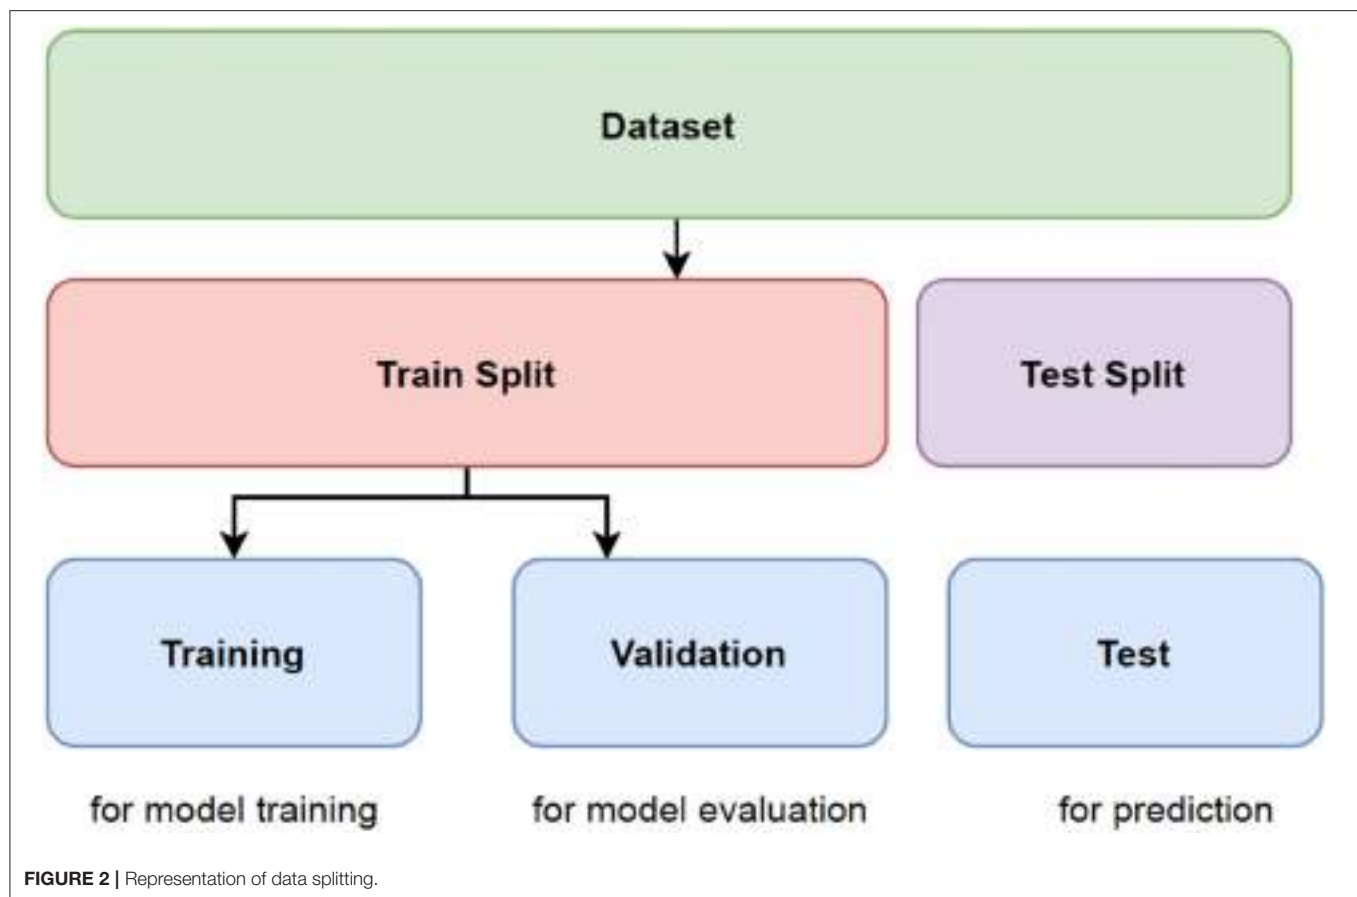 Dataset
Train Split Test Split
Training Validation Test
for model training for model evaluation for prediction
FIGURE 2 | Representation of data splitting.